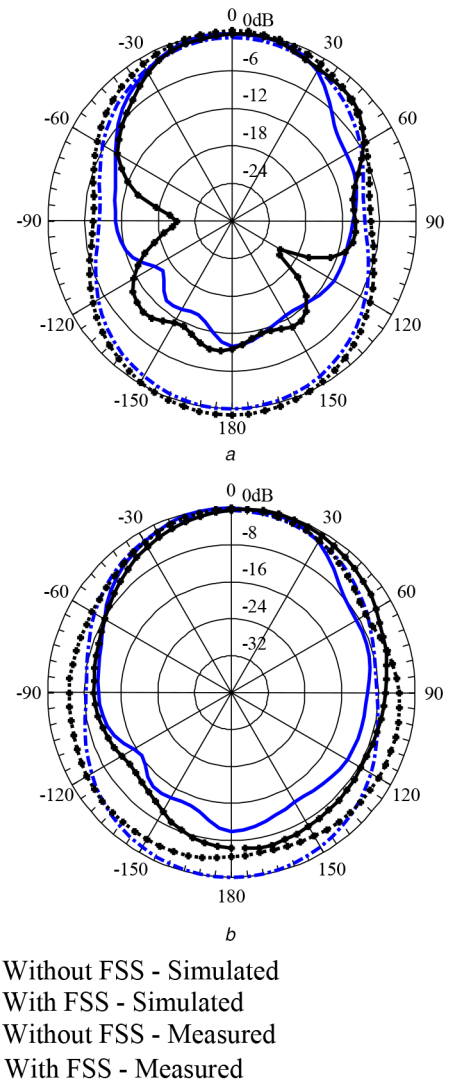 0 0dB
-30 30
-6
-12
-60 60
-18
-24
-90 90
-120 120
-150 150
180
a
0 0dB
-30 30
-8
-16
-60 60
-24
-32
-90 90
-120 120
-150 150
180
b
Without FSS - Simulated
With FSS - Simulated
Without FSS - Measured
With FSS - Measured